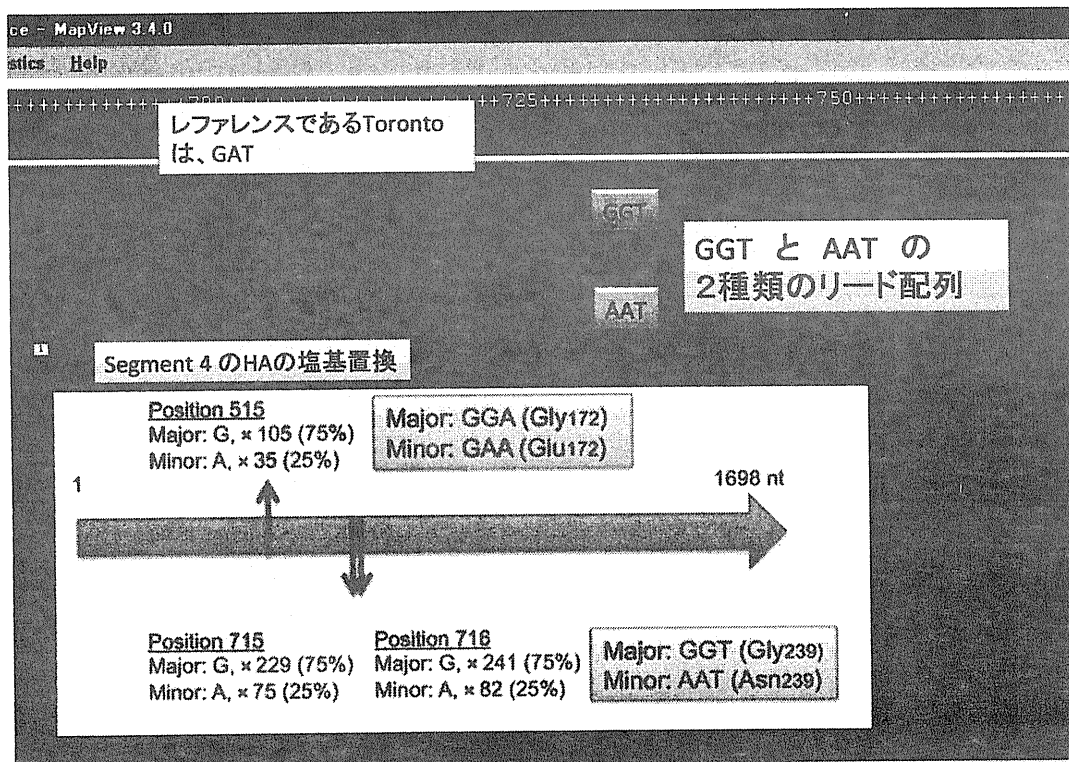 ce - MapView 3.4.0
stics Help
+++++++++++++++700+++++++++++++++++++++++725++++++++++++++++++++++++750++++++++++++++++
レファレンスであるToronto
は、GAT
GGT
GGT と AAT の
2種類のリード配列
AAT
1
Segment 4 のHAの塩基置換
Position 515
Major: G, × 105 (75%)
Minor: A, × 35 (25%)
Major: GGA (Gly172)
Minor: GAA (Glu172)
1
1698 nt
Position 715
Major: G, × 229 (75%)
Minor: A, × 75 (25%)
Position 716
Major: G, × 241 (75%)
Minor: A, × 82 (25%)
Major: GGT (Gly239)
Minor: AAT (Asn239)